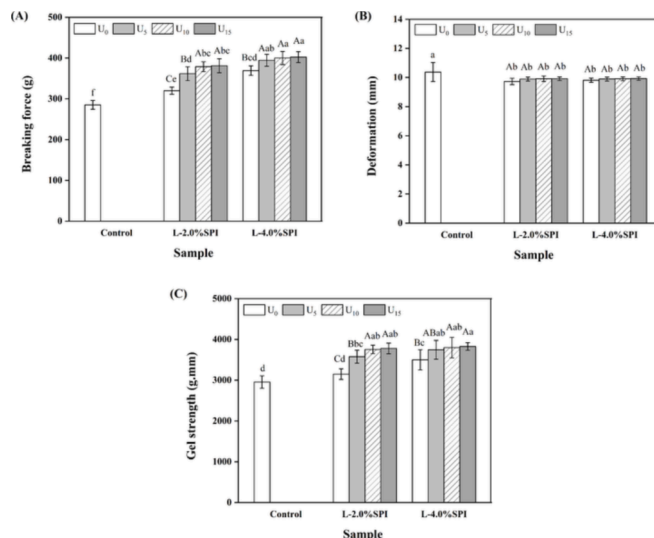 (A)
U0 U5 U10 U15
500
400
300
200
100
0
Breaking force (g)
f
Ce
Bd
Abc
Abc
Bcd
Aab
Aa
Aa
Control L-2.0%SPI L-4.0%SPI
Sample
(B)
U0 U5 U10 U15
14
12
10
8
6
4
2
0
Deformation (mm)
a
Ab Ab Ab Ab
Ab Ab Ab Ab
Control L-2.0%SPI L-4.0%SPI
Sample
(C)
U0 U5 U10 U15
5000
4000
3000
2000
1000
0
Gel strength (g.mm)
d
Cd
Bbc
Aab Aab
Bc
ABab
Aab
Aa
Control L-2.0%SPI L-4.0%SPI
Sample